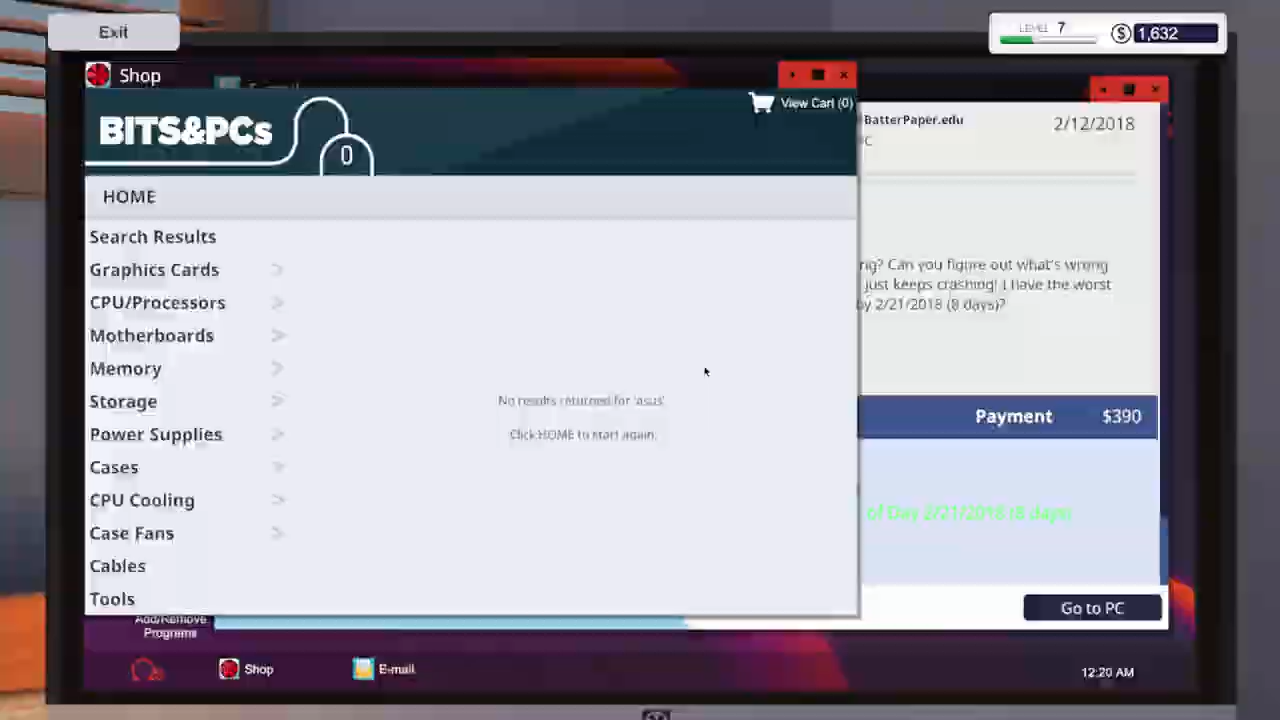 Exit
LEVEL 7
$ 1,632
Shop
View Cart (0)
BITS&PCs
0
HOME
Search Results
Graphics Cards >
CPU/Processors >
Motherboards >
Memory >
Storage >
Power Supplies >
Cases >
CPU Cooling >
Case Fans >
Cables
Tools
No results returned for 'asus'
Click HOME to start again.
BatterPaper.edu
2/12/2018
ng? Can you figure out what's wrong
just keeps crashing! I have the worst
by 2/21/2018 (8 days)?
Payment $390
of Day 2/21/2018 (8 days)
Go to PC
Add/Remove
Programs
Shop
E-mail
12:20 AM